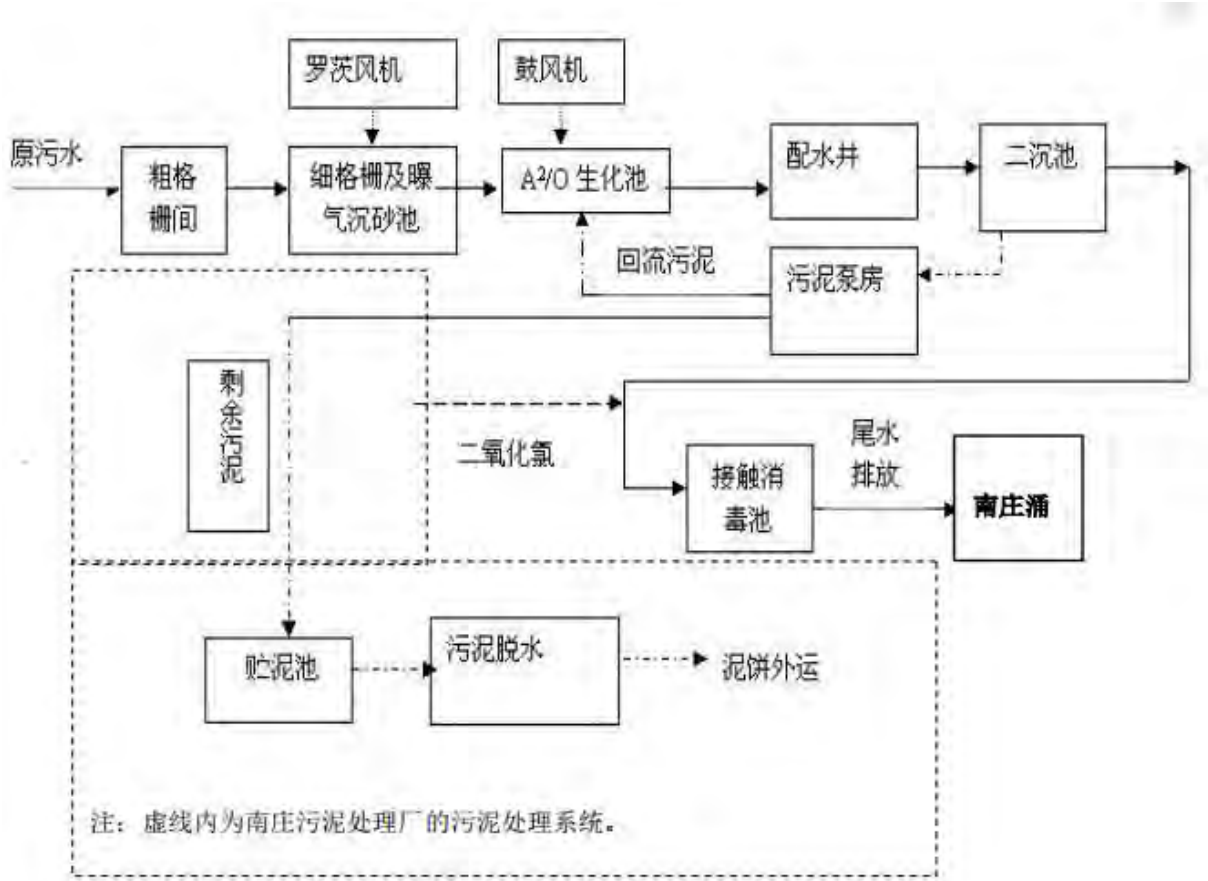 罗茨风机
鼓风机
原污水
粗格
栅间
细格栅及曝
气沉砂池
A²/O 生化池
配水井
二沉池
回流污泥
污泥泵房
剩余污泥
二氧化氯
接触消
毒池
尾水
排放
南庄涌
贮泥池
污泥脱水
泥饼外运
注：虚线内为南庄污泥处理厂的污泥处理系统。